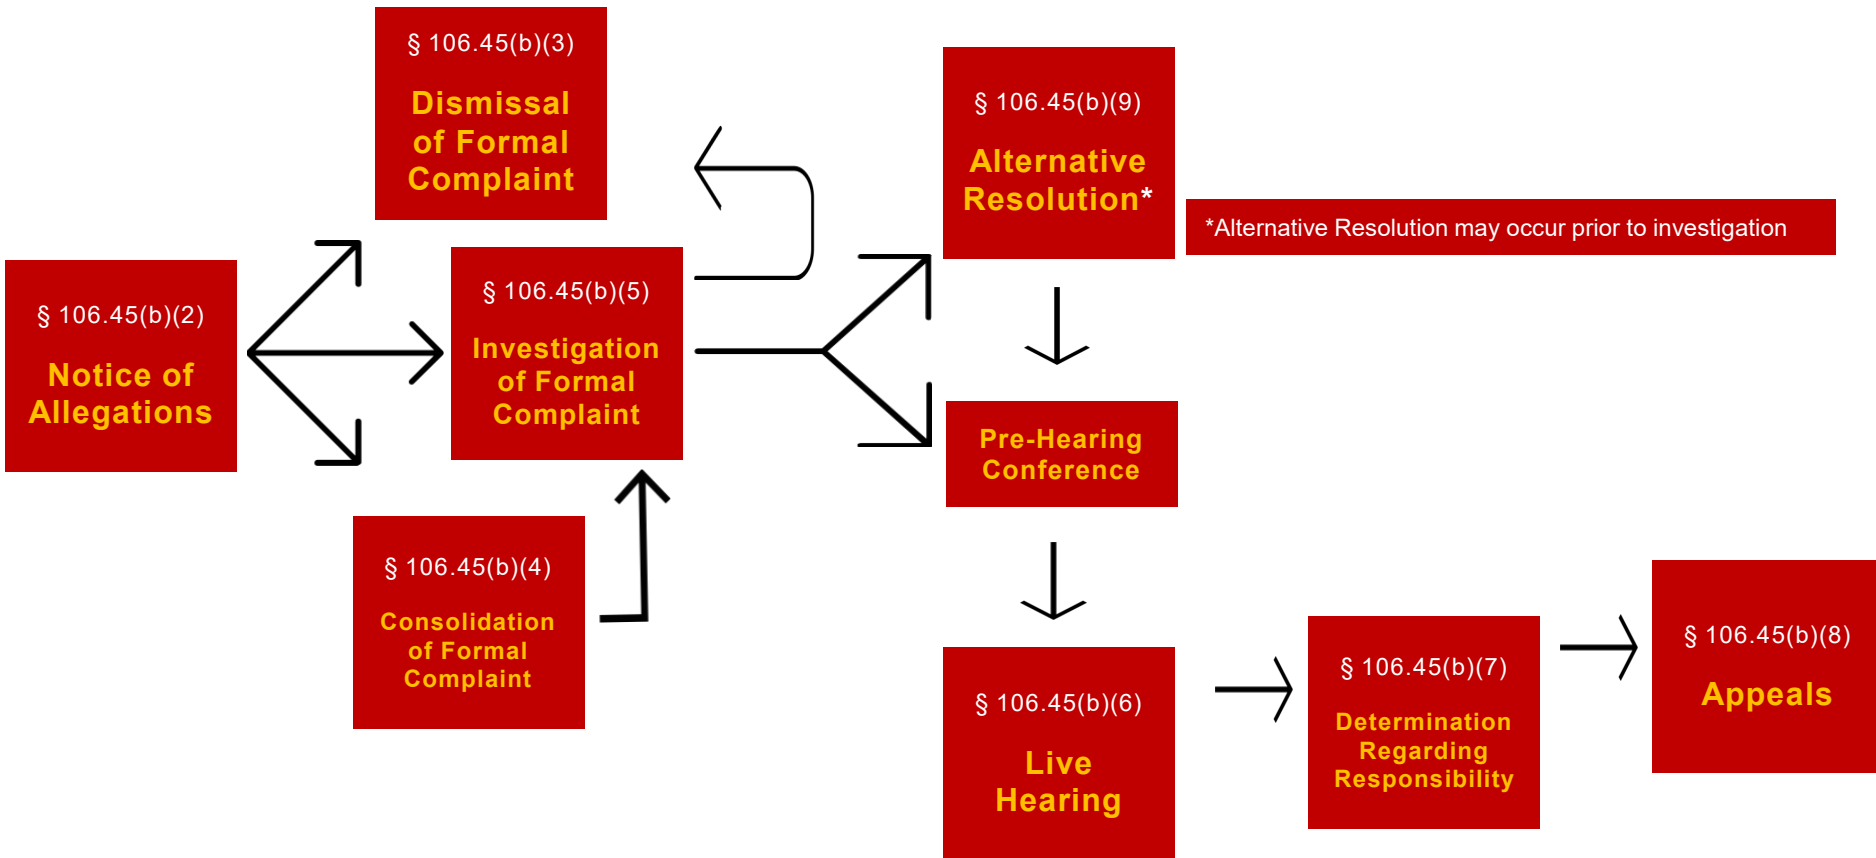 § 106.45(b)(3)
Dismissal
of Formal
Complaint
§ 106.45(b)(9)
Alternative
Resolution*
*Alternative Resolution may occur prior to investigation
§ 106.45(b)(2)
Notice of
Allegations
§ 106.45(b)(5)
Investigation
of Formal
Complaint
Pre-Hearing
Conference
§ 106.45(b)(4)
Consolidation
of Formal
Complaint
§ 106.45(b)(6)
Live
Hearing
§ 106.45(b)(7)
Determination
Regarding
Responsibility
§ 106.45(b)(8)
Appeals